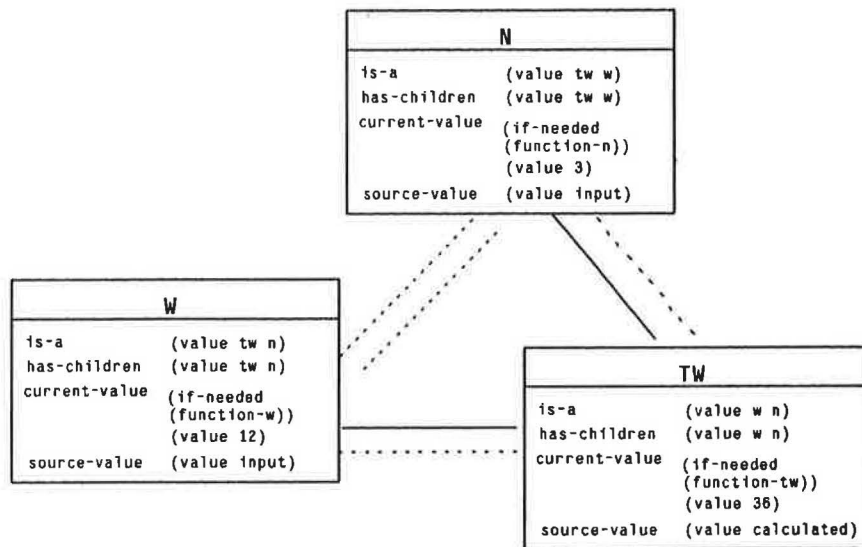 N
is-a (value tw w)
has-children (value tw w)
current-value (if-needed
(function-n))
(value 3)
source-value (value input)
W
is-a (value tw n)
has-children (value tw n)
current-value (if-needed
(function-w))
(value 12)
source-value (value input)
TW
is-a (value w n)
has-children (value w n)
current-value (if-needed
(function-tw))
(value 36)
source-value (value calculated)